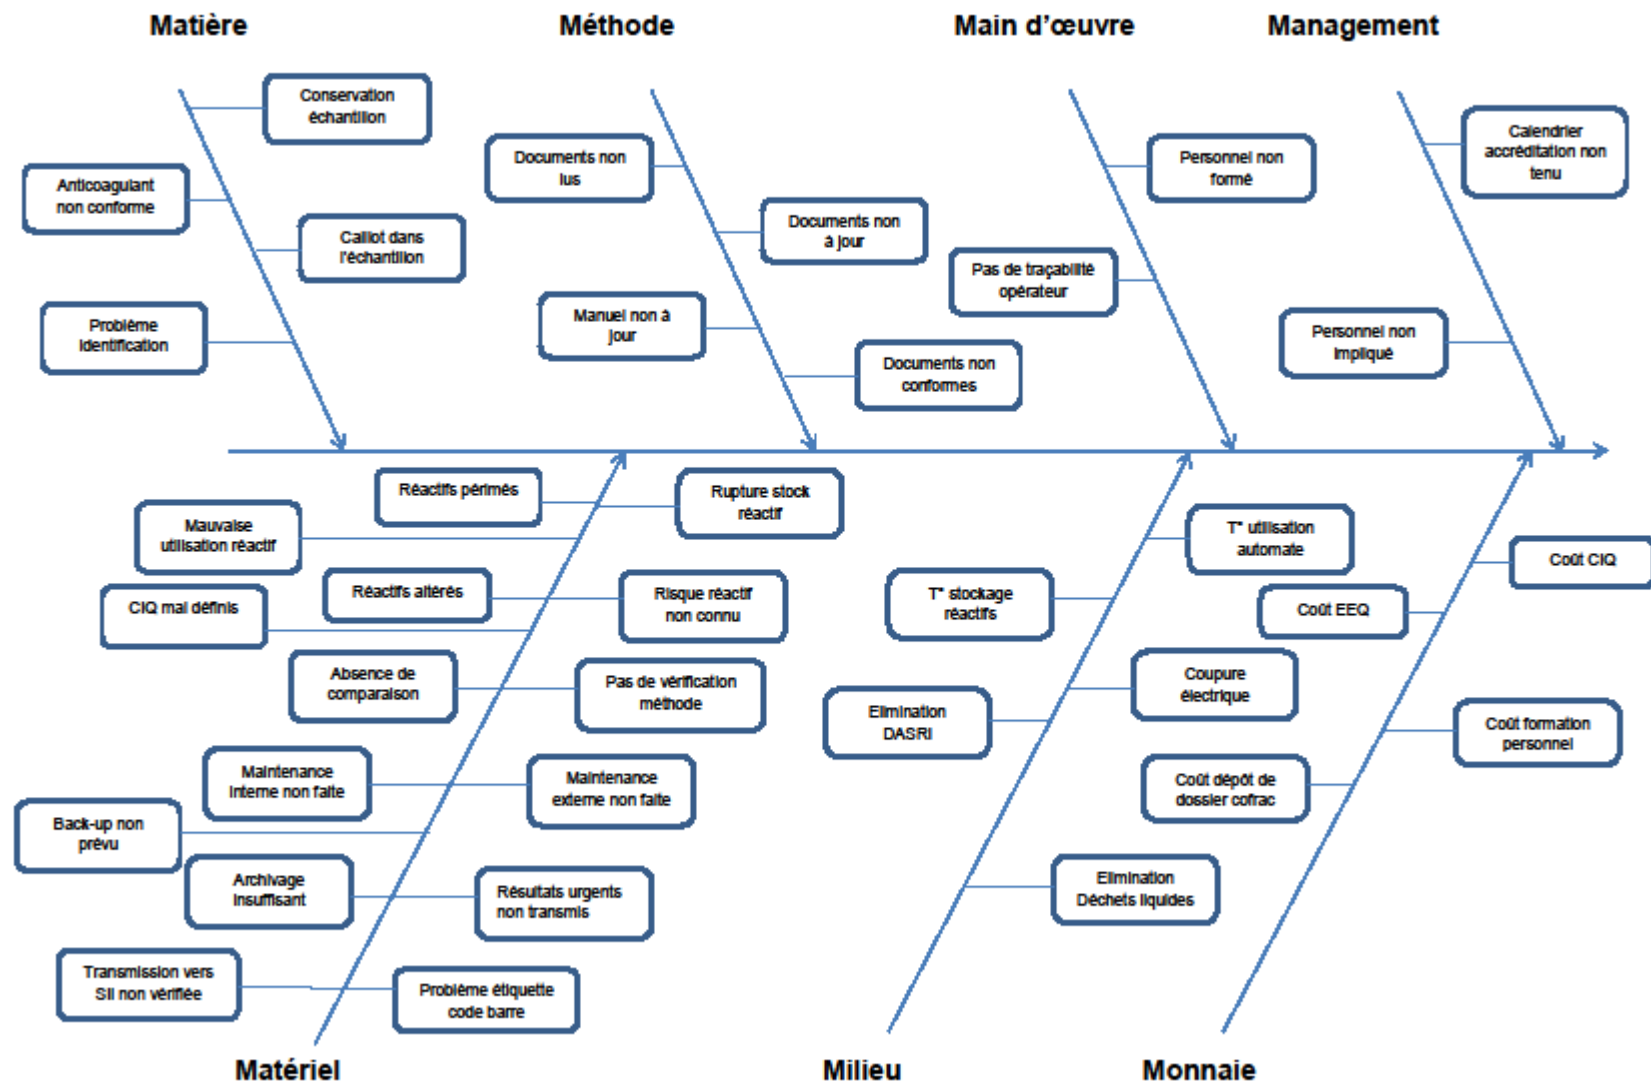 Matière
Méthode
Main d'œuvre
Management
Conservation
échantillon
Anticoagulant
non conforme
Caillot dans
l'échantillon
Problème
Identification
Documents non
lus
Documents non
à jour
Manuel non à
jour
Documents non
conformes
Personnel non
formé
Pas de traçabilité
opérateur
Calendrier
accréditation non
tenu
Personnel non
impliqué
Réactifs périmés
Rupture stock
réactif
Mauvaise
utilisation réactif
Réactifs altérés
Risque réactif
non connu
CIQ mal définis
Absence de
comparaison
Pas de vérification
méthode
Maintenance
interne non faite
Maintenance
externe non faite
Back-up non
prévu
Archivage
insuffisant
Résultats urgents
non transmis
Transmission vers
SIl non vérifiée
Problème étiquette
code barre
T° utilisation
automate
T° stockage
réactifs
Coupure
électrique
Elimination
DASRI
Elimination
Déchets liquides
Coût CIQ
Coût EEQ
Coût formation
personnel
Coût dépôt de
dossier cofrac
Matériel
Milieu
Monnaie